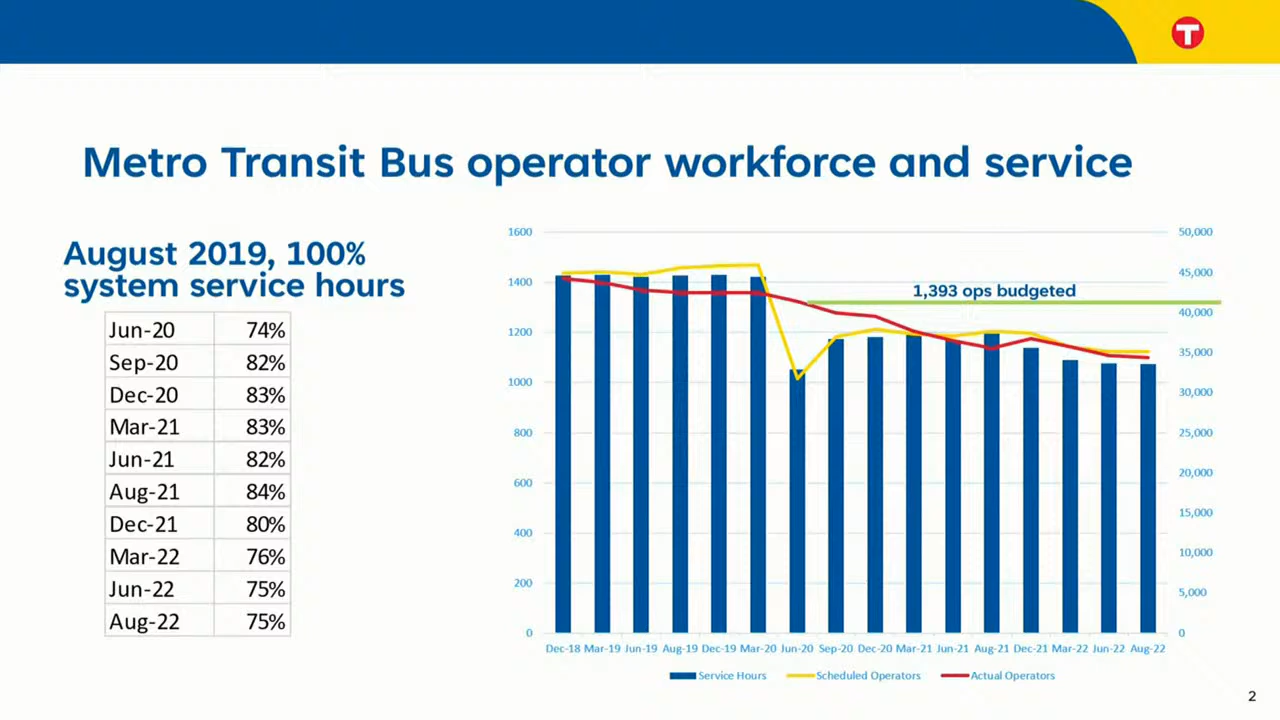 T
Metro Transit Bus operator workforce and service
August 2019, 100%
system service hours
Jun-20 74%
Sep-20 82%
Dec-20 83%
Mar-21 83%
Jun-21 82%
Aug-21 84%
Dec-21 80%
Mar-22 76%
Jun-22 75%
Aug-22 75%
1600
1400
1200
1000
800
600
400
200
0
1,393 ops budgeted
50,000
45,000
40,000
35,000
30,000
25,000
20,000
15,000
10,000
5,000
0
Dec-18 Mar-19 Jun-19 Aug-19 Dec-19 Mar-20 Jun-20 Sep-20 Dec-20 Mar-21 Jun-21 Aug-21 Dec-21 Mar-22 Jun-22 Aug-22
Service Hours Scheduled Operators Actual Operators
2